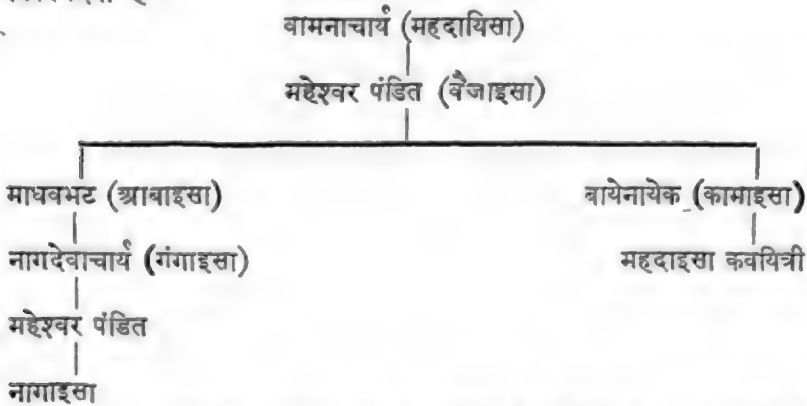 वामनाचार्य (महदायिसा)
महेश्वर पंडित (वैजाइसा)
माधवभट (आबाइसा) वायेनायेक (कामाइसा)
नागदेवाचार्य (गंगाइसा) महदाइसा कवयित्री
महेश्वर पंडित
नागाइसा